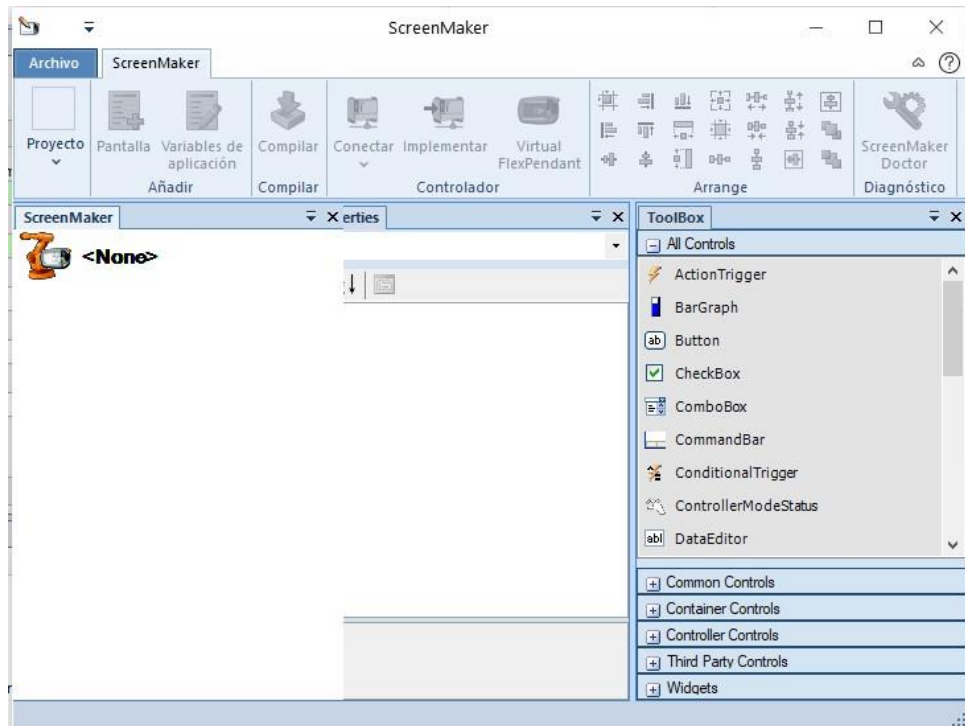 ScreenMaker
Archivo
ScreenMaker
Proyecto
Pantalla
Variables de
aplicación
Compilar
Conectar
Implementar
Virtual
FlexPendant
ScreenMaker
Doctor
Añadir
Compilar
Controlador
Arrange
Diagnóstico
ScreenMaker
erties
ToolBox
<None>
All Controls
ActionTrigger
BarGraph
ab Button
CheckBox
ComboBox
CommandBar
ConditionalTrigger
ControllerModeStatus
abl DataEditor
Common Controls
Container Controls
Controller Controls
Third Party Controls
Widgets